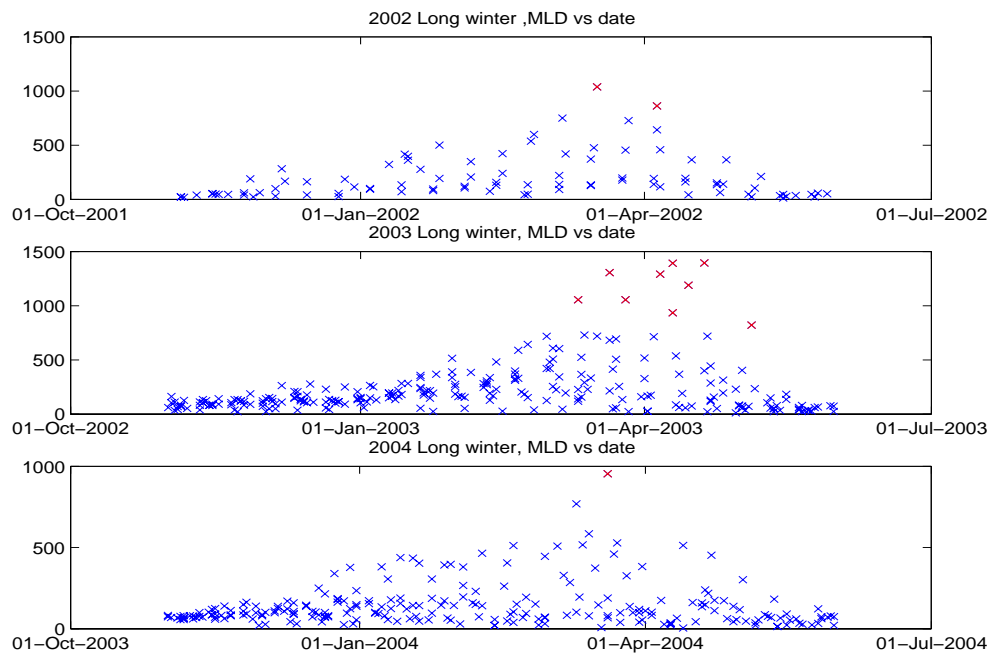 2002 Long winter ,MLD vs date
1500
1000
500
0
01−Oct−2001 01−Jan−2002 01−Apr−2002 01−Jul−2002
2003 Long winter, MLD vs date
1500
1000
500
0
01−Oct−2002 01−Jan−2003 01−Apr−2003 01−Jul−2003
2004 Long winter, MLD vs date
1000
500
0
01−Oct−2003 01−Jan−2004 01−Apr−2004 01−Jul−2004